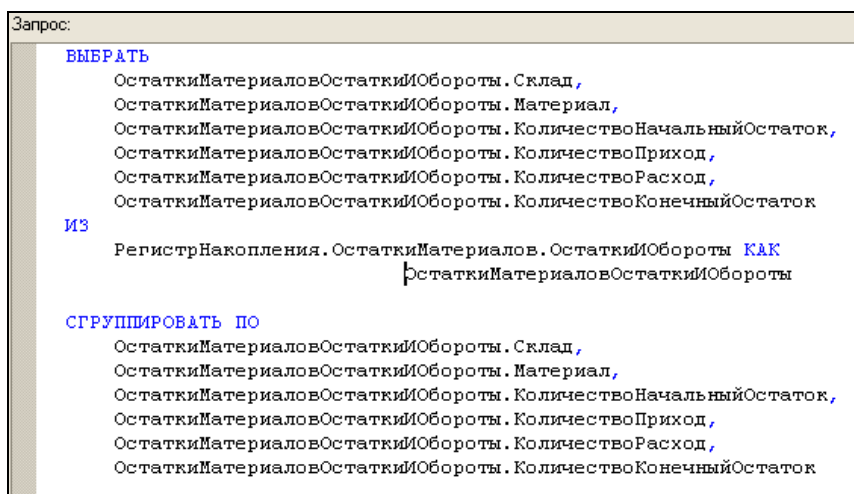 Запрос:
ВЫБРАТЬ
ОстаткиМатериаловОстаткиИОбороты.Склад,
ОстаткиМатериаловОстаткиИОбороты.Материал,
ОстаткиМатериаловОстаткиИОбороты.КоличествоНачальныйОстаток,
ОстаткиМатериаловОстаткиИОбороты.КоличествоПриход,
ОстаткиМатериаловОстаткиИОбороты.КоличествоРасход,
ОстаткиМатериаловОстаткиИОбороты.КоличествоКонечныйОстаток
ИЗ
РегистрНакопления.ОстаткиМатериалов.ОстаткиИОбороты КАК
ОстаткиМатериаловОстаткиИОбороты
СГРУППИРОВАТЬ ПО
ОстаткиМатериаловОстаткиИОбороты.Склад,
ОстаткиМатериаловОстаткиИОбороты.Материал,
ОстаткиМатериаловОстаткиИОбороты.КоличествоНачальныйОстаток,
ОстаткиМатериаловОстаткиИОбороты.КоличествоПриход,
ОстаткиМатериаловОстаткиИОбороты.КоличествоРасход,
ОстаткиМатериаловОстаткиИОбороты.КоличествоКонечныйОстаток